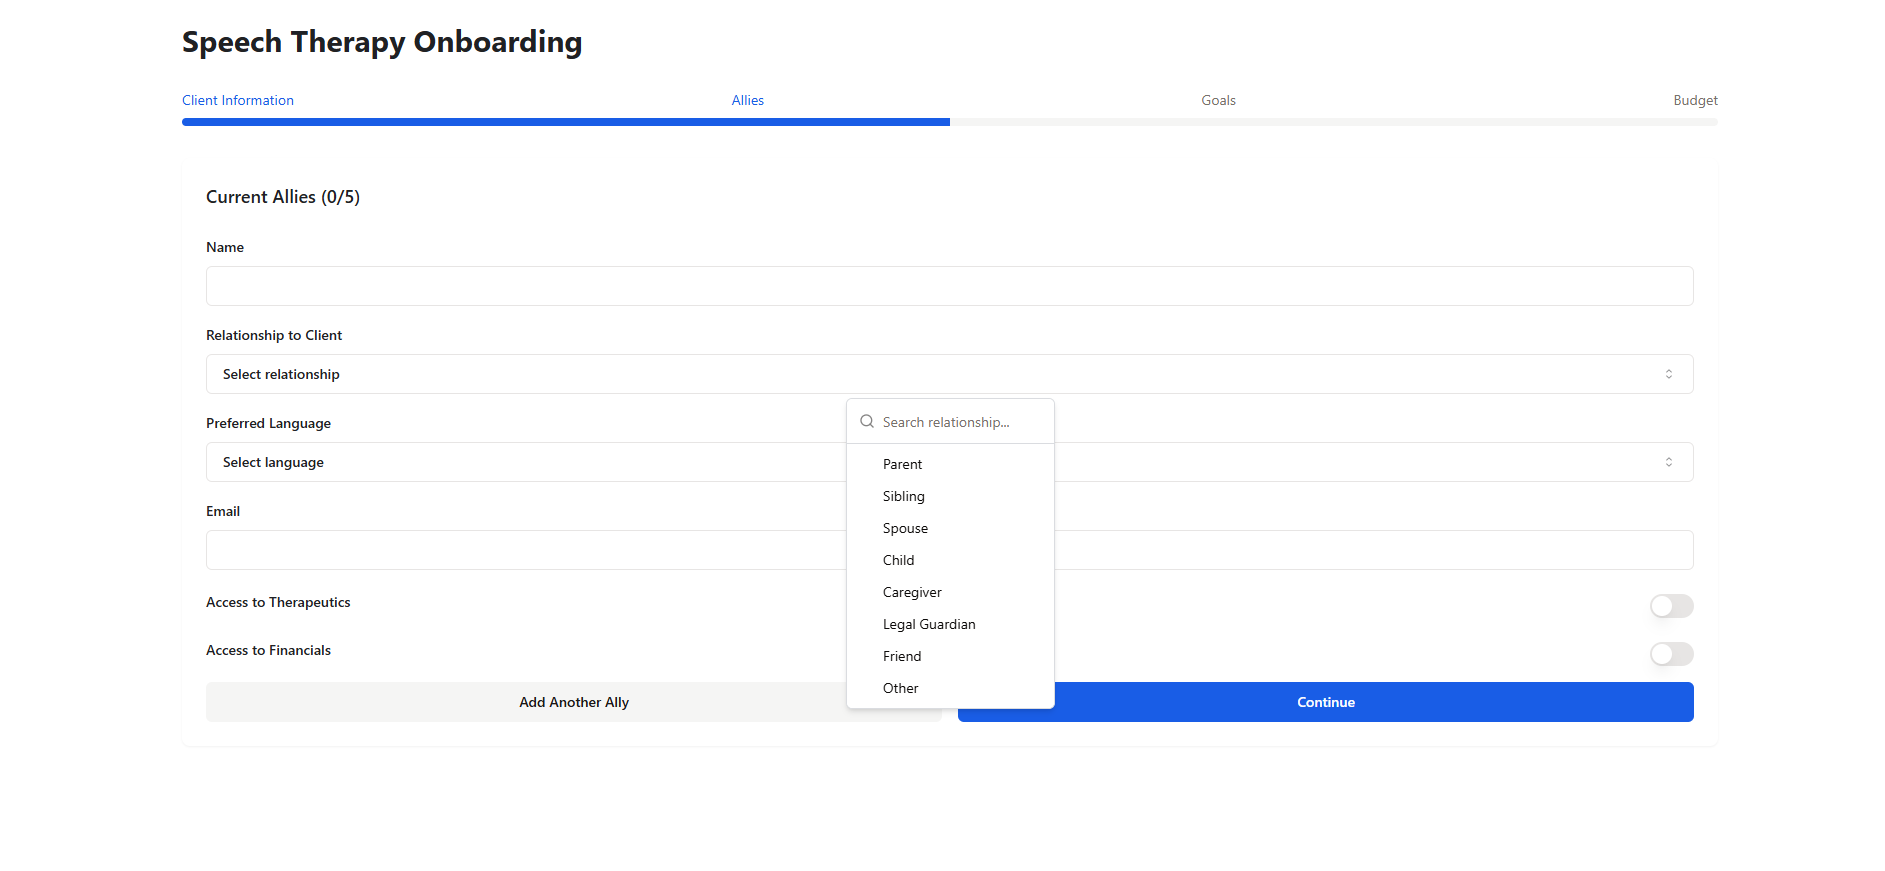 Speech Therapy Onboarding
Client Information
Allies
Goals
Budget
Current Allies (0/5)
Name
Relationship to Client
Select relationship
Search relationship...
Parent
Sibling
Spouse
Child
Caregiver
Legal Guardian
Friend
Other
Preferred Language
Select language
Email
Access to Therapeutics
Access to Financials
Add Another Ally
Continue